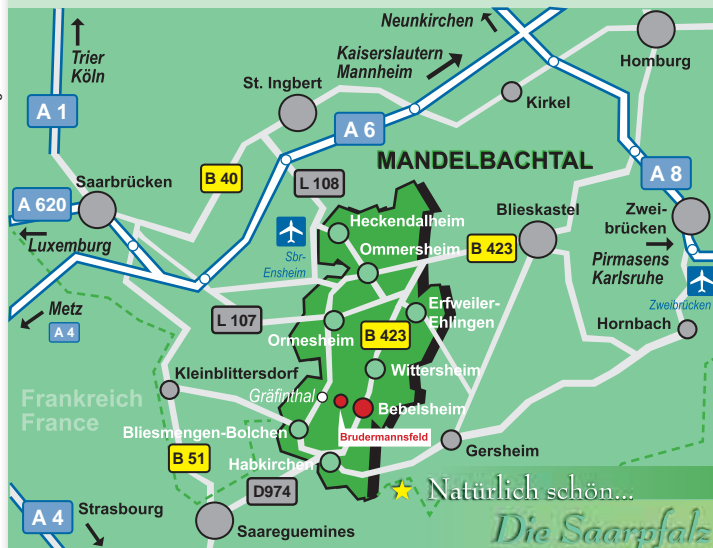 Neunkirchen
Trier
Köln
Kaiserslautern
Mannheim
Homburg
St. Ingbert
Kirkel
A 1
A 6
MANDELBACHTAL
B 40
L 108
A 8
Saarbrücken
A 620
Heckendalheim
Blieskastel
Zwei-
brücken
Luxemburg
Sbr-
Ensheim
Ommersheim
B 423
Pirmasens
Karlsruhe
Metz
A 4
L 107
Erfweiler-
Ehlingen
Zweibrücken
Ormesheim
B 423
Hornbach
Kleinblittersdorf
Wittersheim
Frankreich
France
Gräfinthal
Bebelsheim
Bliesmengen-Bolchen
Brudermannsfeld
Gersheim
B 51
Habkirchen
D974
Natürlich schön...
A 4
Strasbourg
Saareguemines
Die Saarpfalz